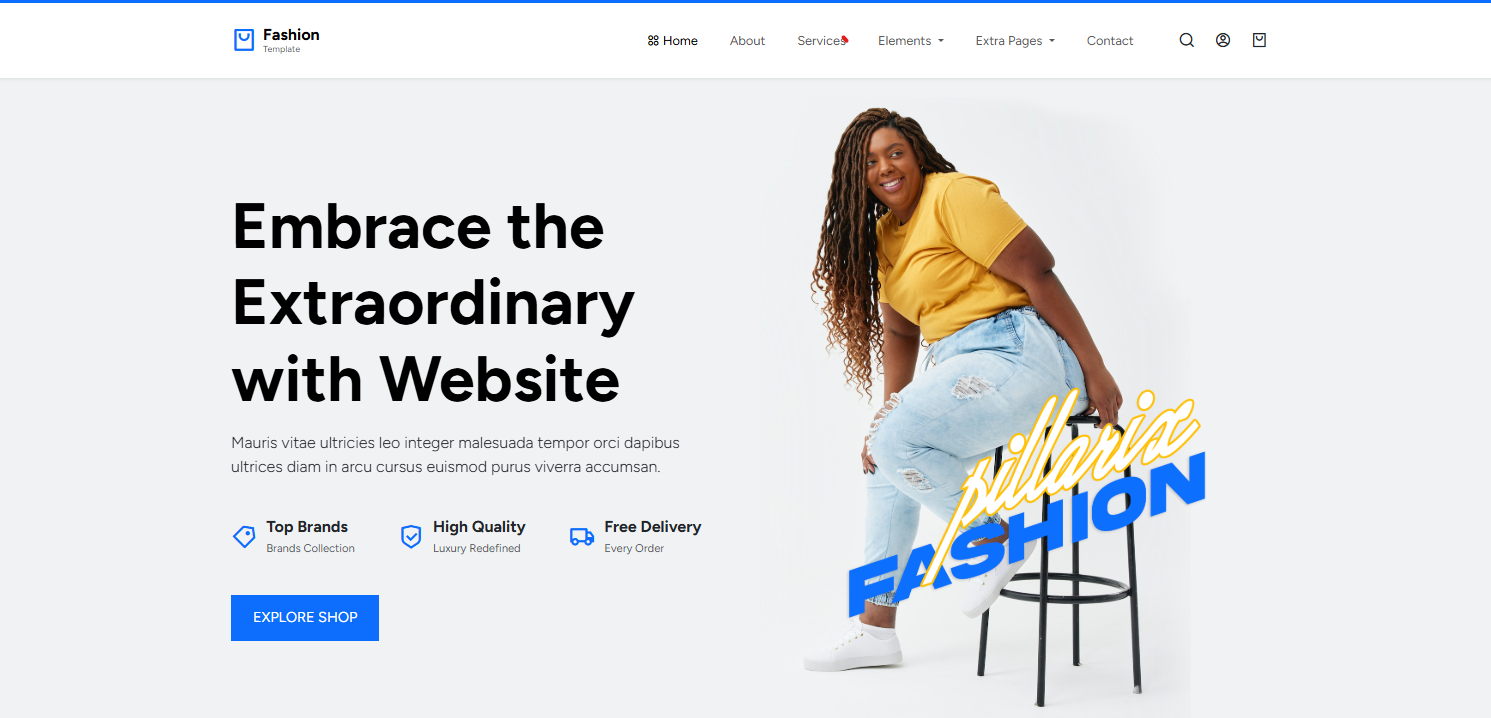 Fashion
Template
Home
About
Services
Elements
Extra Pages
Contact
Embrace the
Extraordinary
with Website
Mauris vitae ultricies leo integer malesuada tempor orci dapibus
ultrices diam in arcu cursus euismod purus viverra accumsan.
Top Brands
Brands Collection
High Quality
Luxury Redefined
Free Delivery
Every Order
EXPLORE SHOP
pillarix
FASHION